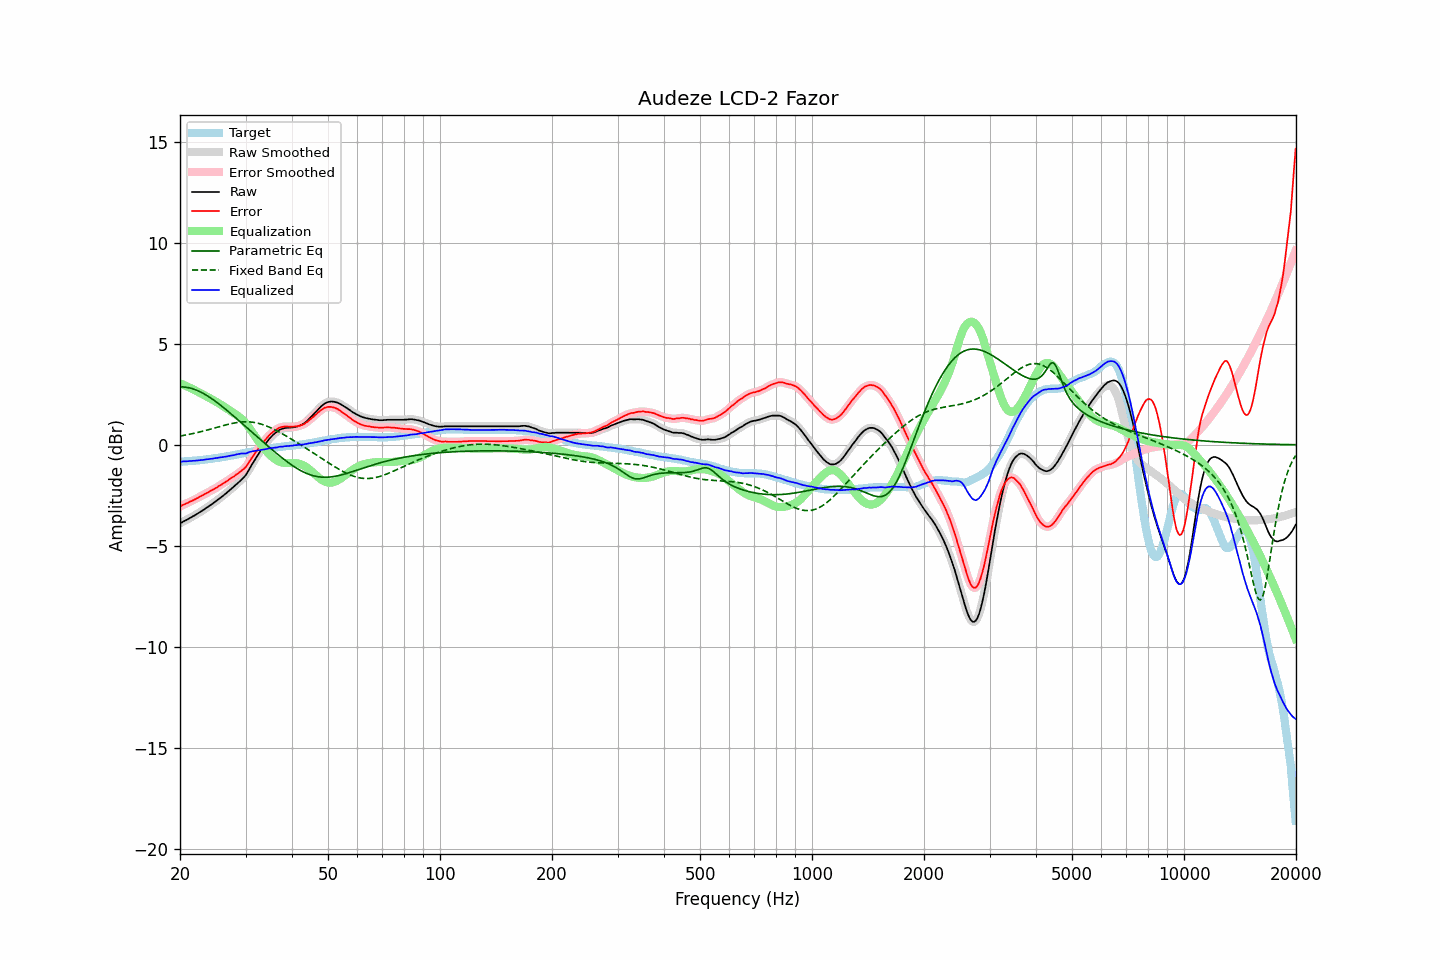 Audeze LCD-2 Fazor
Target
Raw Smoothed
Error Smoothed
Raw
Error
Equalization
Parametric Eq
Fixed Band Eq
Equalized
Amplitude (dBr)
15
10
5
0
−5
−10
−15
−20
20 50 100 200 500 1000 2000 5000 10000 20000
Frequency (Hz)